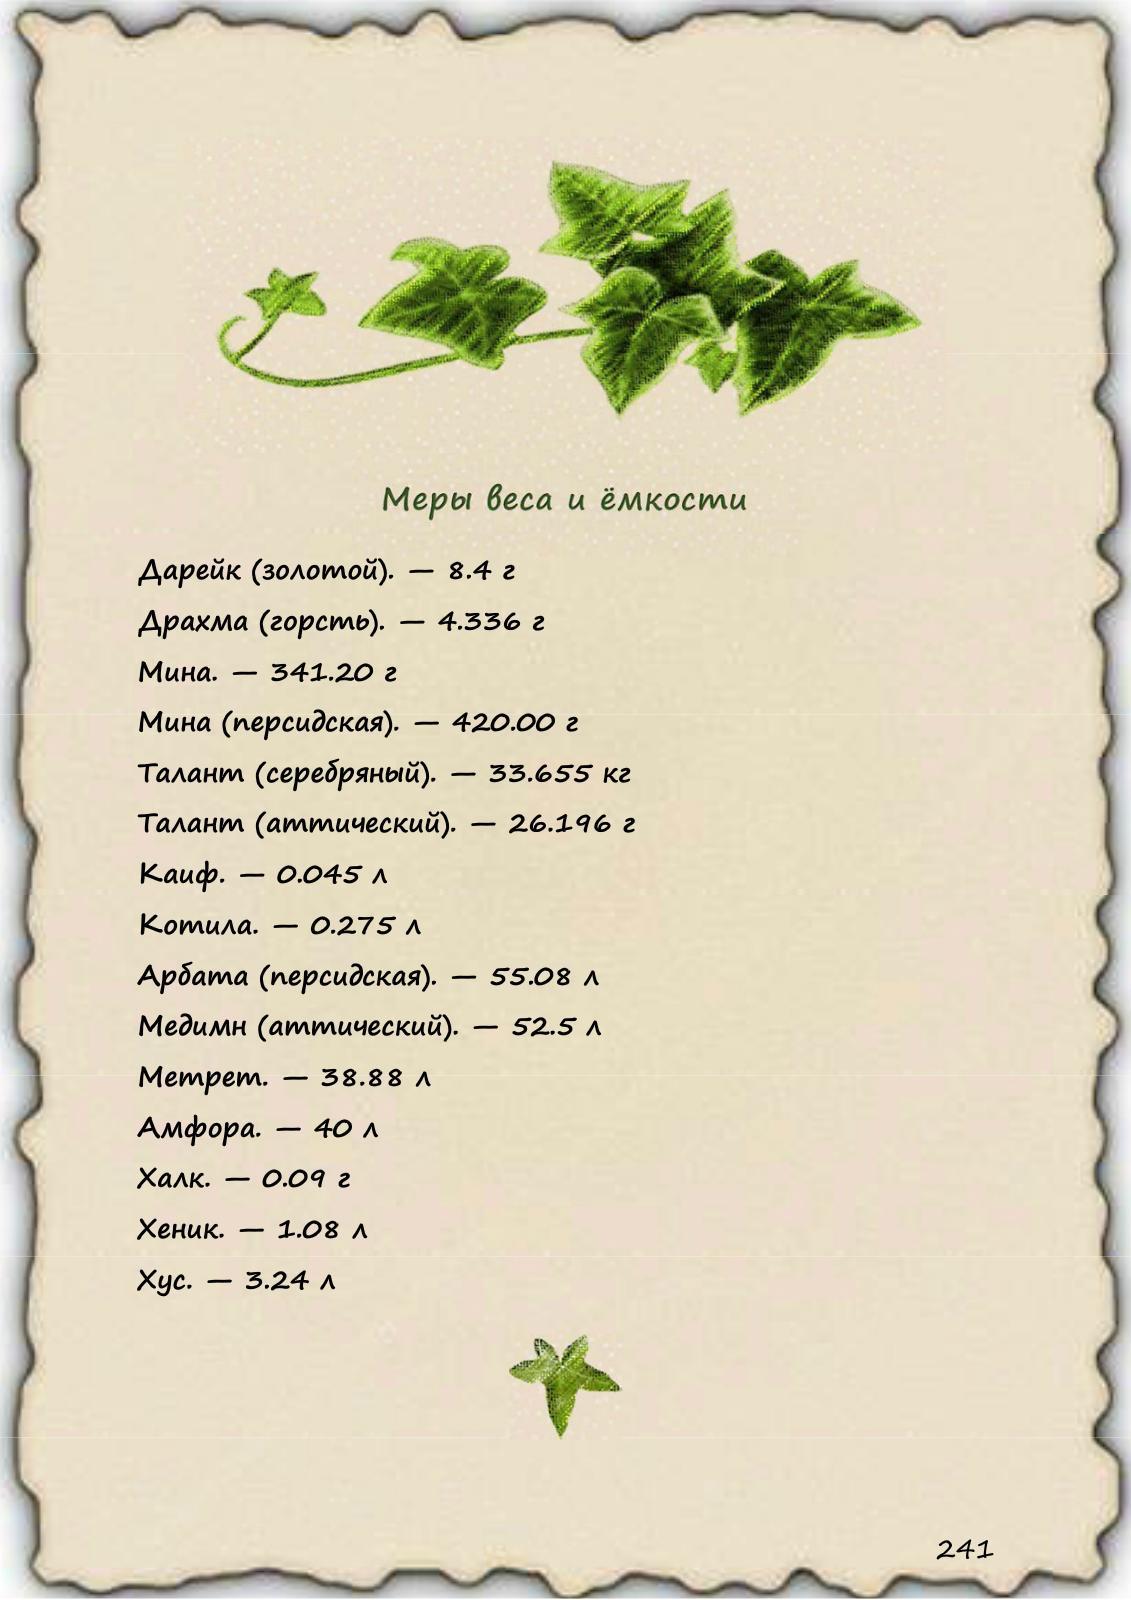 Меры веса и ёмкости
Дарейк (золотой). — 8.4 г
Драхма (горсть). — 4.336 г
Мина. — 341.20 г
Мина (персидская). — 420.00 г
Талант (серебряный). — 33.655 кг
Талант (аттический). — 26.196 г
Каиф. — 0.045 л
Котила. — 0.275 л
Арбата (персидская). — 55.08 л
Медимн (аттический). — 52.5 л
Метрет. — 38.88 л
Амфора. — 40 л
Халк. — 0.09 г
Хеник. — 1.08 л
Хус. — 3.24 л
241